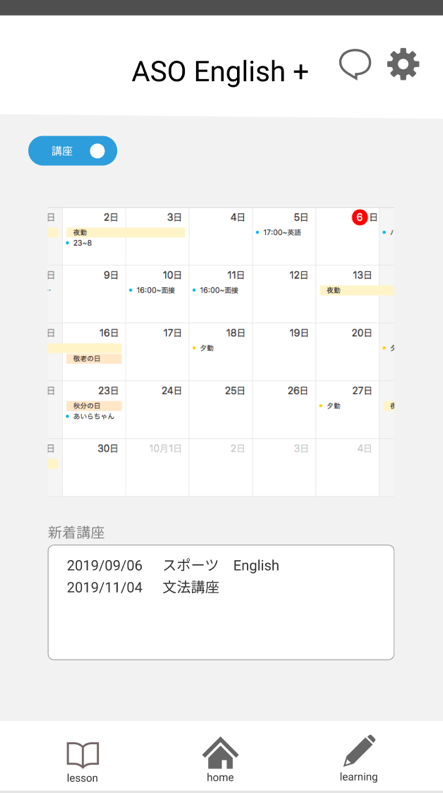 ASO English +
講座
日 2日 3日 4日 5日 6日
夜勤 17:00~英語
23~8
日 9日 10日 11日 12日 13日
16:00~面接 16:00~面接 夜勤
日 16日 17日 18日 19日 20日
夕勤
敬老の日
日 23日 24日 25日 26日 27日
秋分の日 夕勤
あいらちゃん
日 30日 10月1日 2日 3日 4日
新着講座
2019/09/06 スポーツ English
2019/11/04 文法講座
lesson home learning